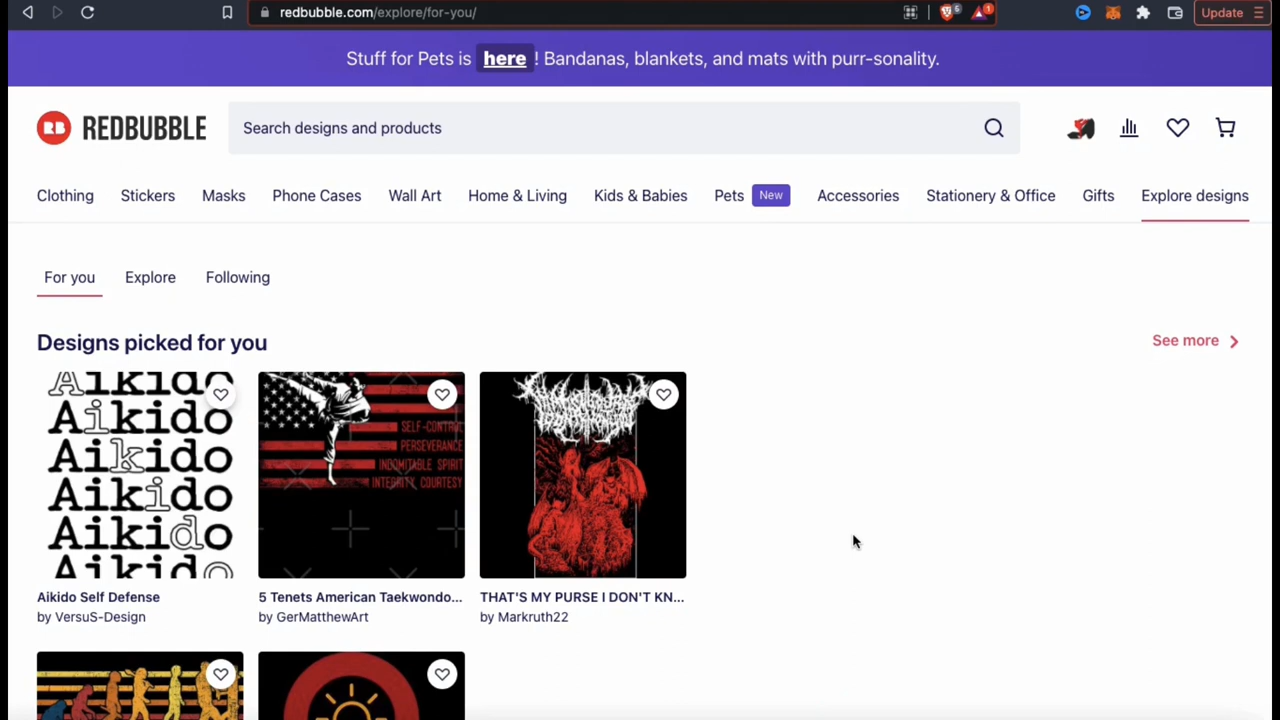 redbubble.com/explore/for-you/
5
1
Update
Stuff for Pets is here ! Bandanas, blankets, and mats with purr-sonality.
RB REDBUBBLE
Search designs and products
Clothing Stickers Masks Phone Cases Wall Art Home & Living Kids & Babies Pets New Accessories Stationery & Office Gifts Explore designs
For you Explore Following
Designs picked for you
See more
Aikido
Aikido
Aikido
Aikido
Aikido
Aikido
SELF-CONTROL
PERSEVERANCE
INDOMITABLE SPIRIT
INTEGRITY, COURTESY
Aikido Self Defense
by VersuS-Design
5 Tenets American Taekwondo...
by GerMatthewArt
THAT'S MY PURSE I DON'T KN...
by Markruth22